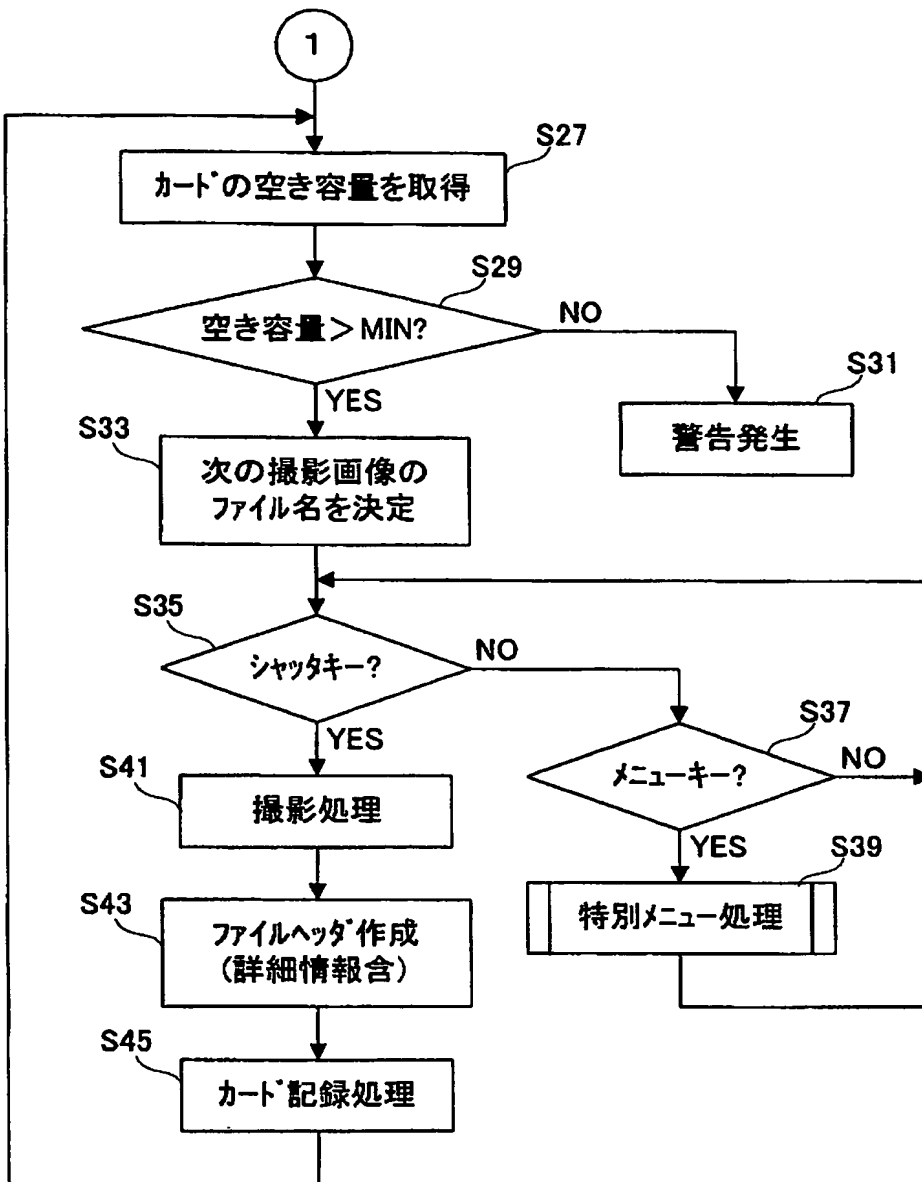 1
S27
カードの空き容量を取得
S29
空き容量>MIN?
NO
YES
S31
警告発生
S33
次の撮影画像の
ファイル名を決定
S35
シャッタキー?
NO
YES
S37
メニューキー?
NO
YES
S39
特別メニュー処理
S41
撮影処理
S43
ファイルヘッダ作成
(詳細情報含)
S45
カード記録処理